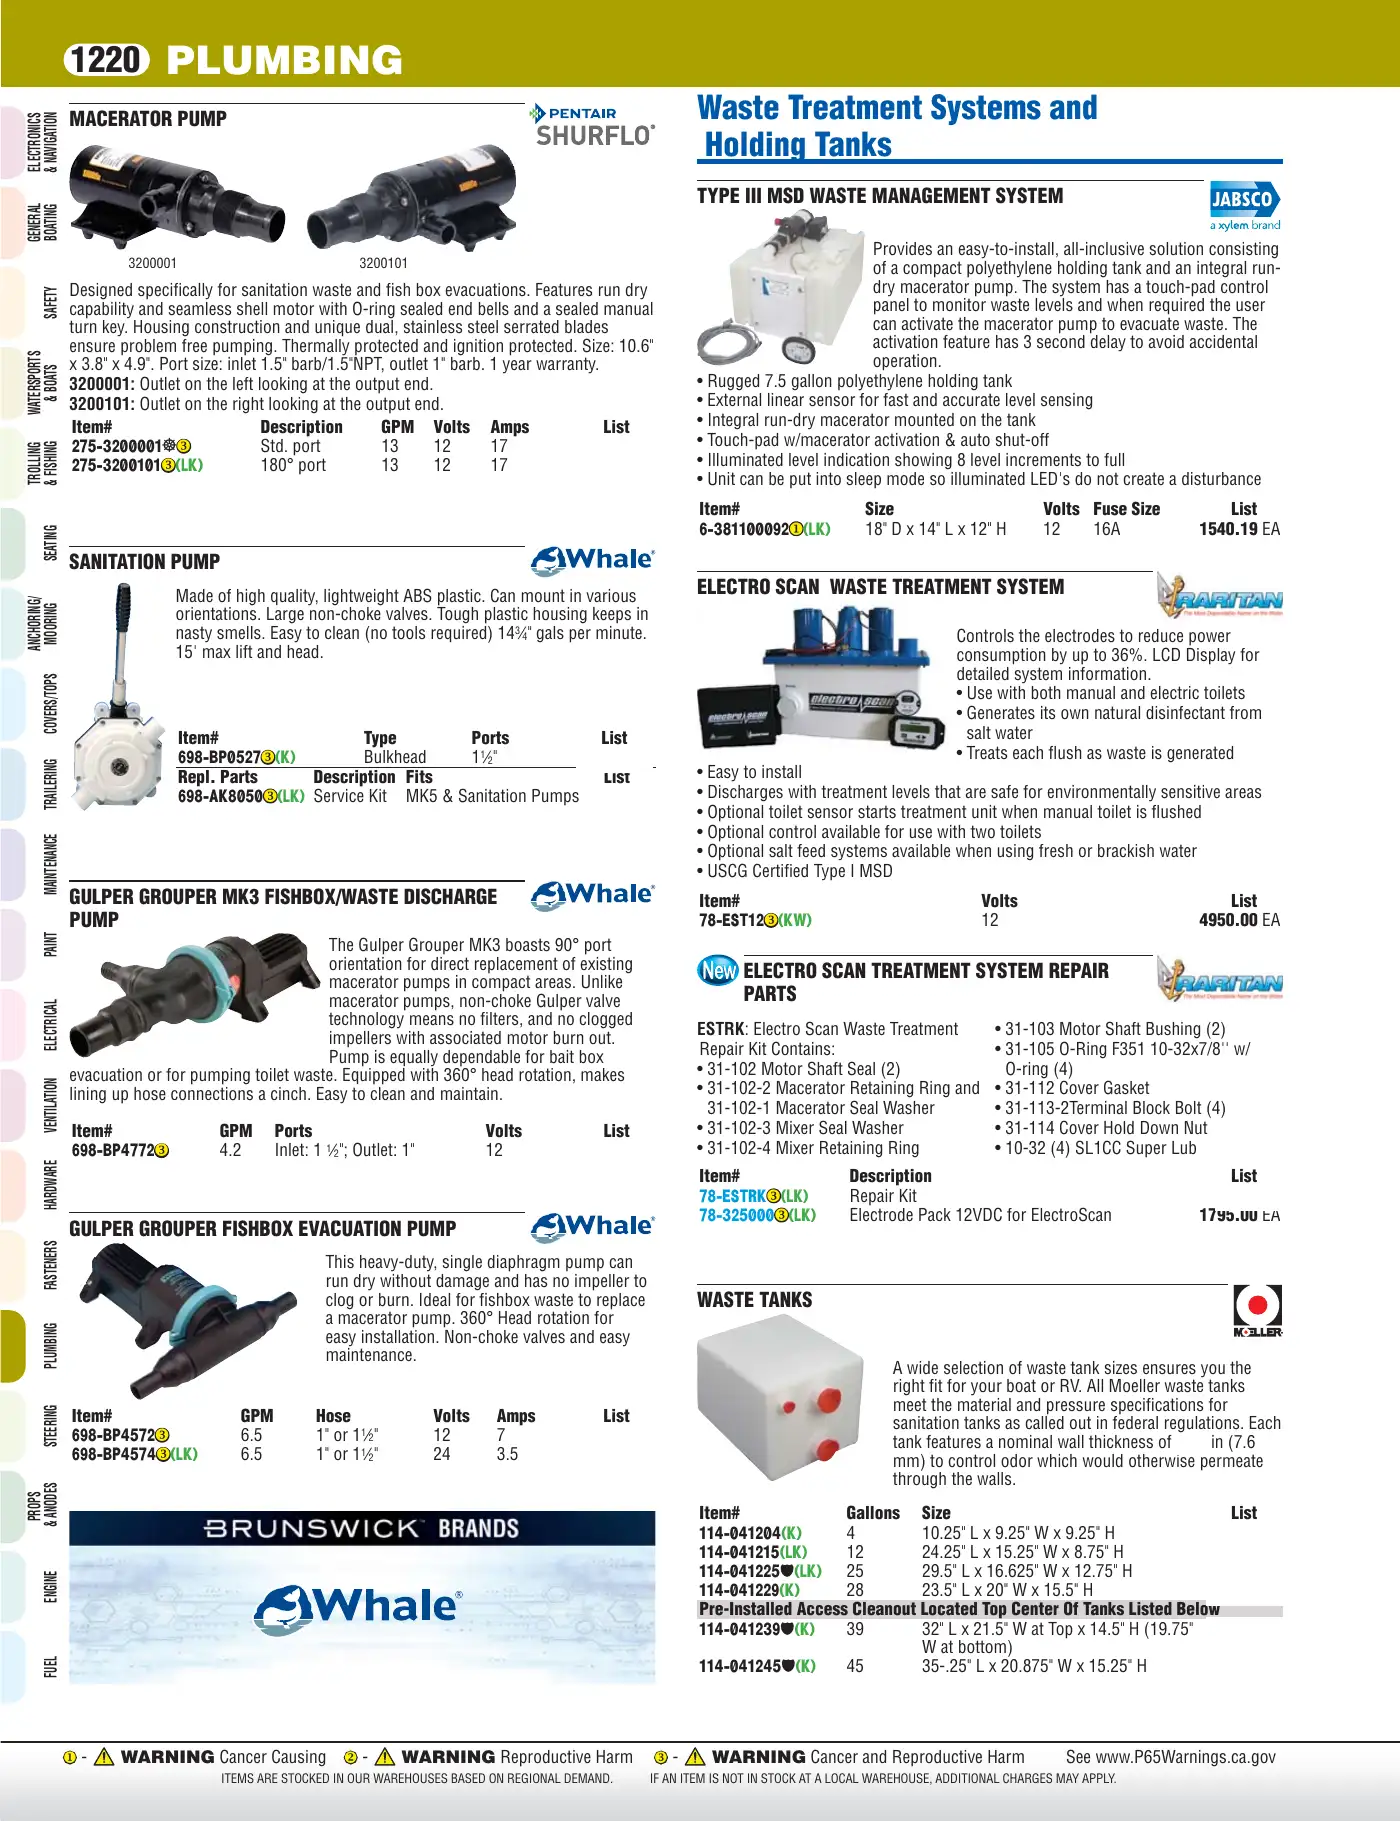 1220 PLUMBING
ELECTRONICS
& NAVIGATION
GENERAL
BOATING
SAFETY
WATERSPORTS
& BOATS
TROLLING
& FISHING
SEATING
ANCHORING/
MOORING
COVERS/TOPS
TRAILERING
MAINTENANCE
PAINT
ELECTRICAL
VENTILATION
HARDWARE
FASTENERS
PLUMBING
STEERING
PROPS
& ANODES
ENGINE
FUEL
MACERATOR PUMP
PENTAIR
SHURFLO®
3200001 3200101
Designed specifically for sanitation waste and fish box evacuations. Features run dry
capability and seamless shell motor with O-ring sealed end bells and a sealed manual
turn key. Housing construction and unique dual, stainless steel serrated blades
ensure problem free pumping. Thermally protected and ignition protected. Size: 10.6"
x 3.8" x 4.9". Port size: inlet 1.5" barb/1.5"NPT, outlet 1" barb. 1 year warranty.
3200001: Outlet on the left looking at the output end.
3200101: Outlet on the right looking at the output end.
Item# Description GPM Volts Amps List
275-3200001☸③ Std. port 13 12 17
275-3200101③(LK) 180° port 13 12 17
SANITATION PUMP
Whale®
Made of high quality, lightweight ABS plastic. Can mount in various
orientations. Large non-choke valves. Tough plastic housing keeps in
nasty smells. Easy to clean (no tools required) 14¾" gals per minute.
15' max lift and head.
Item# Type Ports List
698-BP0527③(K) Bulkhead 1½"
Repl. Parts Description Fits List
698-AK8050③(LK) Service Kit MK5 & Sanitation Pumps
GULPER GROUPER MK3 FISHBOX/WASTE DISCHARGE
PUMP
Whale®
The Gulper Grouper MK3 boasts 90° port
orientation for direct replacement of existing
macerator pumps in compact areas. Unlike
macerator pumps, non-choke Gulper valve
technology means no filters, and no clogged
impellers with associated motor burn out.
Pump is equally dependable for bait box
evacuation or for pumping toilet waste. Equipped with 360° head rotation, makes
lining up hose connections a cinch. Easy to clean and maintain.
Item# GPM Ports Volts List
698-BP4772③ 4.2 Inlet: 1 ½"; Outlet: 1" 12
GULPER GROUPER FISHBOX EVACUATION PUMP
Whale®
This heavy-duty, single diaphragm pump can
run dry without damage and has no impeller to
clog or burn. Ideal for fishbox waste to replace
a macerator pump. 360° Head rotation for
easy installation. Non-choke valves and easy
maintenance.
Item# GPM Hose Volts Amps List
698-BP4572③ 6.5 1" or 1½" 12 7
698-BP4574③(LK) 6.5 1" or 1½" 24 3.5
BRUNSWICK BRANDS
Whale®
Waste Treatment Systems and
Holding Tanks
TYPE III MSD WASTE MANAGEMENT SYSTEM
JABSCO
a xylem brand
Provides an easy-to-install, all-inclusive solution consisting
of a compact polyethylene holding tank and an integral run-
dry macerator pump. The system has a touch-pad control
panel to monitor waste levels and when required the user
can activate the macerator pump to evacuate waste. The
activation feature has 3 second delay to avoid accidental
operation.
• Rugged 7.5 gallon polyethylene holding tank
• External linear sensor for fast and accurate level sensing
• Integral run-dry macerator mounted on the tank
• Touch-pad w/macerator activation & auto shut-off
• Illuminated level indication showing 8 level increments to full
• Unit can be put into sleep mode so illuminated LED's do not create a disturbance
Item# Size Volts Fuse Size List
6-381100092①(LK) 18" D x 14" L x 12" H 12 16A 1540.19 EA
ELECTRO SCAN WASTE TREATMENT SYSTEM
RARITAN
The Most Dependable Name on the Water
electro scan
electro scan
Controls the electrodes to reduce power
consumption by up to 36%. LCD Display for
detailed system information.
• Use with both manual and electric toilets
• Generates its own natural disinfectant from
salt water
• Treats each flush as waste is generated
• Easy to install
• Discharges with treatment levels that are safe for environmentally sensitive areas
• Optional toilet sensor starts treatment unit when manual toilet is flushed
• Optional control available for use with two toilets
• Optional salt feed systems available when using fresh or brackish water
• USCG Certified Type I MSD
Item# Volts List
78-EST12③(KW) 12 4950.00 EA
New ELECTRO SCAN TREATMENT SYSTEM REPAIR
PARTS
RARITAN
The Most Dependable Name on the Water
ESTRK: Electro Scan Waste Treatment
Repair Kit Contains:
• 31-102 Motor Shaft Seal (2)
• 31-102-2 Macerator Retaining Ring and
31-102-1 Macerator Seal Washer
• 31-102-3 Mixer Seal Washer
• 31-102-4 Mixer Retaining Ring
• 31-103 Motor Shaft Bushing (2)
• 31-105 O-Ring F351 10-32x7/8'' w/
O-ring (4)
• 31-112 Cover Gasket
• 31-113-2Terminal Block Bolt (4)
• 31-114 Cover Hold Down Nut
• 10-32 (4) SL1CC Super Lub
Item# Description List
78-ESTRK③(LK) Repair Kit
78-325000③(LK) Electrode Pack 12VDC for ElectroScan 1795.00 EA
WASTE TANKS
MOELLER
A wide selection of waste tank sizes ensures you the
right fit for your boat or RV. All Moeller waste tanks
meet the material and pressure specifications for
sanitation tanks as called out in federal regulations. Each
tank features a nominal wall thickness of in (7.6
mm) to control odor which would otherwise permeate
through the walls.
Item# Gallons Size List
114-041204(K) 4 10.25" L x 9.25" W x 9.25" H
114-041215(LK) 12 24.25" L x 15.25" W x 8.75" H
114-041225♥(LK) 25 29.5" L x 16.625" W x 12.75" H
114-041229(K) 28 23.5" L x 20" W x 15.5" H
Pre-Installed Access Cleanout Located Top Center Of Tanks Listed Below
114-041239♥(K) 39 32" L x 21.5" W at Top x 14.5" H (19.75"
W at bottom)
114-041245♥(K) 45 35-.25" L x 20.875" W x 15.25" H
① - ⚠ WARNING Cancer Causing ② - ⚠ WARNING Reproductive Harm ③ - ⚠ WARNING Cancer and Reproductive Harm See www.P65Warnings.ca.gov
ITEMS ARE STOCKED IN OUR WAREHOUSES BASED ON REGIONAL DEMAND. IF AN ITEM IS NOT IN STOCK AT A LOCAL WAREHOUSE, ADDITIONAL CHARGES MAY APPLY.